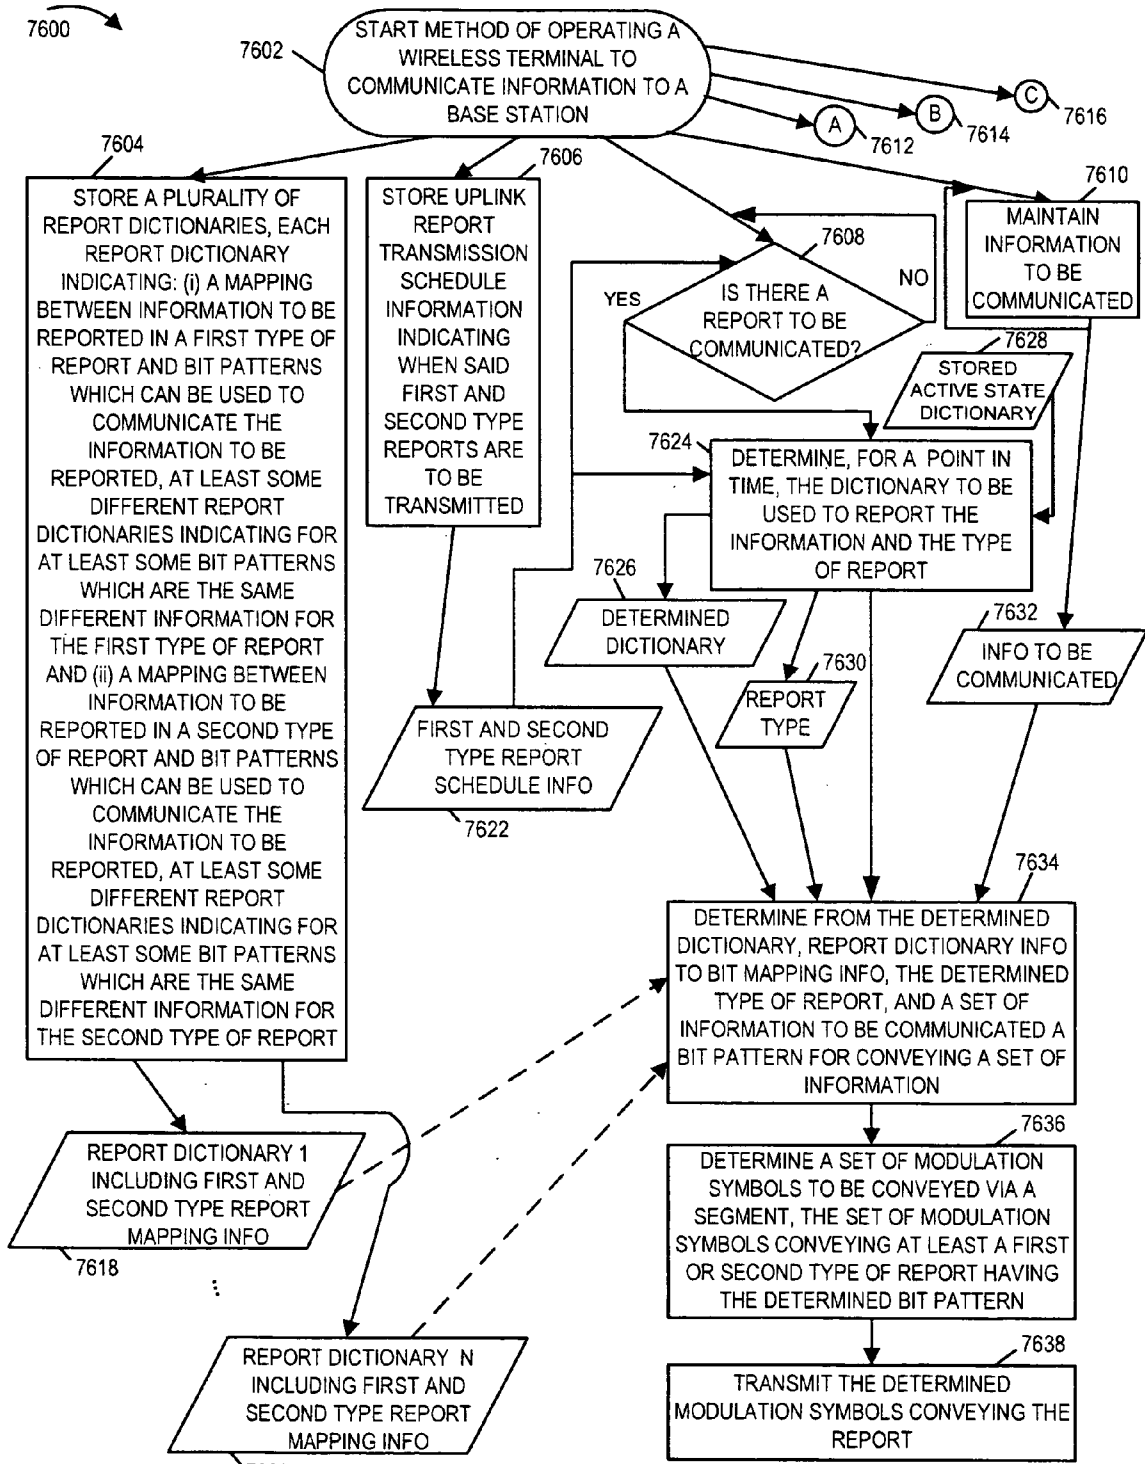 7600
7602
START METHOD OF OPERATING A
WIRELESS TERMINAL TO
COMMUNICATE INFORMATION TO A
BASE STATION
A
7612
B
7614
C
7616
7604
STORE A PLURALITY OF
REPORT DICTIONARIES, EACH
REPORT DICTIONARY
INDICATING: (i) A MAPPING
BETWEEN INFORMATION TO BE
REPORTED IN A FIRST TYPE OF
REPORT AND BIT PATTERNS
WHICH CAN BE USED TO
COMMUNICATE THE
INFORMATION TO BE
REPORTED, AT LEAST SOME
DIFFERENT REPORT
DICTIONARIES INDICATING FOR
AT LEAST SOME BIT PATTERNS
WHICH ARE THE SAME
DIFFERENT INFORMATION FOR
THE FIRST TYPE OF REPORT
AND (ii) A MAPPING BETWEEN
INFORMATION TO BE
REPORTED IN A SECOND TYPE
OF REPORT AND BIT PATTERNS
WHICH CAN BE USED TO
COMMUNICATE THE
INFORMATION TO BE
REPORTED, AT LEAST SOME
DIFFERENT REPORT
DICTIONARIES INDICATING FOR
AT LEAST SOME BIT PATTERNS
WHICH ARE THE SAME
DIFFERENT INFORMATION FOR
THE SECOND TYPE OF REPORT
7606
STORE UPLINK
REPORT
TRANSMISSION
SCHEDULE
INFORMATION
INDICATING
WHEN SAID
FIRST AND
SECOND TYPE
REPORTS ARE
TO BE
TRANSMITTED
7608
IS THERE A
REPORT TO BE
COMMUNICATED?
YES
NO
7610
MAINTAIN
INFORMATION
TO BE
COMMUNICATED
7628
STORED
ACTIVE STATE
DICTIONARY
7624
DETERMINE, FOR A POINT IN
TIME, THE DICTIONARY TO BE
USED TO REPORT THE
INFORMATION AND THE TYPE
OF REPORT
7626
DETERMINED
DICTIONARY
7630
REPORT
TYPE
7632
INFO TO BE
COMMUNICATED
FIRST AND SECOND
TYPE REPORT
SCHEDULE INFO
7622
7634
DETERMINE FROM THE DETERMINED
DICTIONARY, REPORT DICTIONARY INFO
TO BIT MAPPING INFO, THE DETERMINED
TYPE OF REPORT, AND A SET OF
INFORMATION TO BE COMMUNICATED A
BIT PATTERN FOR CONVEYING A SET OF
INFORMATION
REPORT DICTIONARY 1
INCLUDING FIRST AND
SECOND TYPE REPORT
MAPPING INFO
7618
...
REPORT DICTIONARY N
INCLUDING FIRST AND
SECOND TYPE REPORT
MAPPING INFO
7636
DETERMINE A SET OF MODULATION
SYMBOLS TO BE CONVEYED VIA A
SEGMENT, THE SET OF MODULATION
SYMBOLS CONVEYING AT LEAST A FIRST
OR SECOND TYPE OF REPORT HAVING
THE DETERMINED BIT PATTERN
7638
TRANSMIT THE DETERMINED
MODULATION SYMBOLS CONVEYING THE
REPORT